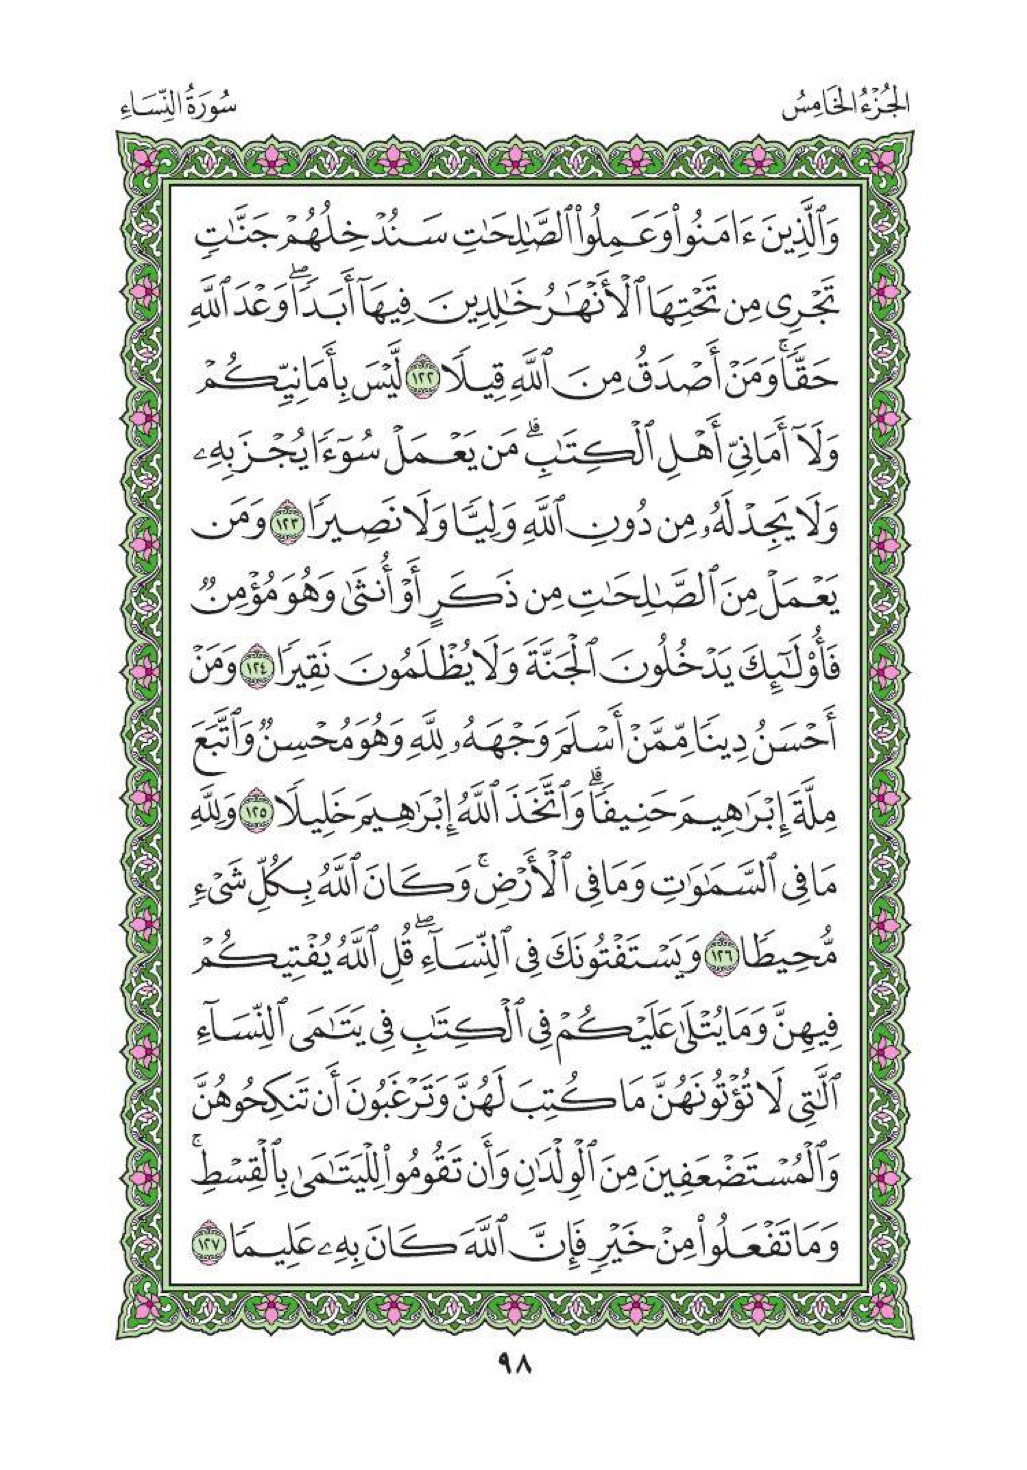 الجُزْءُ الخَامِسُ
سُورَةُ النِّسَاءِ
وَٱلَّذِينَ ءَامَنُواْ وَعَمِلُواْ ٱلصَّٰلِحَٰتِ سَنُدۡخِلُهُمۡ جَنَّٰتٖ
تَجۡرِي مِن تَحۡتِهَا ٱلۡأَنۡهَٰرُ خَٰلِدِينَ فِيهَآ أَبَدٗاۖ وَعۡدَ ٱللَّهِ
حَقّٗاۚ وَمَنۡ أَصۡدَقُ مِنَ ٱللَّهِ قِيلٗا ١٢٢ لَّيۡسَ بِأَمَانِيِّكُمۡ
وَلَآ أَمَانِيِّ أَهۡلِ ٱلۡكِتَٰبِۗ مَن يَعۡمَلۡ سُوٓءٗا يُجۡزَ بِهِۦ
وَلَا يَجِدۡ لَهُۥ مِن دُونِ ٱللَّهِ وَلِيّٗا وَلَا نَصِيرٗا ١٢٣ وَمَن
يَعۡمَلۡ مِنَ ٱلصَّٰلِحَٰتِ مِن ذَكَرٍ أَوۡ أُنثَىٰ وَهُوَ مُؤۡمِنٞ
فَأُوْلَٰٓئِكَ يَدۡخُلُونَ ٱلۡجَنَّةَ وَلَا يُظۡلَمُونَ نَقِيرٗا ١٢٤ وَمَنۡ
أَحۡسَنُ دِينٗا مِّمَّنۡ أَسۡلَمَ وَجۡهَهُۥ لِلَّهِ وَهُوَ مُحۡسِنٞ وَٱتَّبَعَ
مِلَّةَ إِبۡرَٰهِيمَ حَنِيفٗاۗ وَٱتَّخَذَ ٱللَّهُ إِبۡرَٰهِيمَ خَلِيلٗا ١٢٥ وَلِلَّهِ
مَا فِي ٱلسَّمَٰوَٰتِ وَمَا فِي ٱلۡأَرۡضِۚ وَكَانَ ٱللَّهُ بِكُلِّ شَيۡءٖ
مُّحِيطٗا ١٢٦ وَيَسۡتَفۡتُونَكَ فِي ٱلنِّسَآءِۖ قُلِ ٱللَّهُ يُفۡتِيكُمۡ
فِيهِنَّ وَمَا يُتۡلَىٰ عَلَيۡكُمۡ فِي ٱلۡكِتَٰبِ فِي يَتَٰمَى ٱلنِّسَآءِ
ٱلَّٰتِي لَا تُؤۡتُونَهُنَّ مَا كُتِبَ لَهُنَّ وَتَرۡغَبُونَ أَن تَنكِحُوهُنَّ
وَٱلۡمُسۡتَضۡعَفِينَ مِنَ ٱلۡوِلۡدَٰنِ وَأَن تَقُومُواْ لِلۡيَتَٰمَىٰ بِٱلۡقِسۡطِۚ
وَمَا تَفۡعَلُواْ مِنۡ خَيۡرٖ فَإِنَّ ٱللَّهَ كَانَ بِهِۦ عَلِيمٗا ١٢٧
٩٨